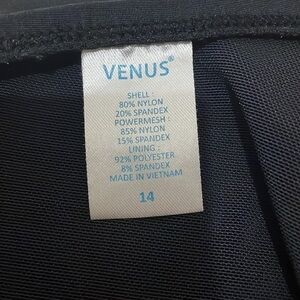 VENUS®
SHELL :
80% NYLON
20% SPANDEX
POWERMESH :
85% NYLON
15% SPANDEX
LINING :
92% POLYESTER
8% SPANDEX
MADE IN VIETNAM
14